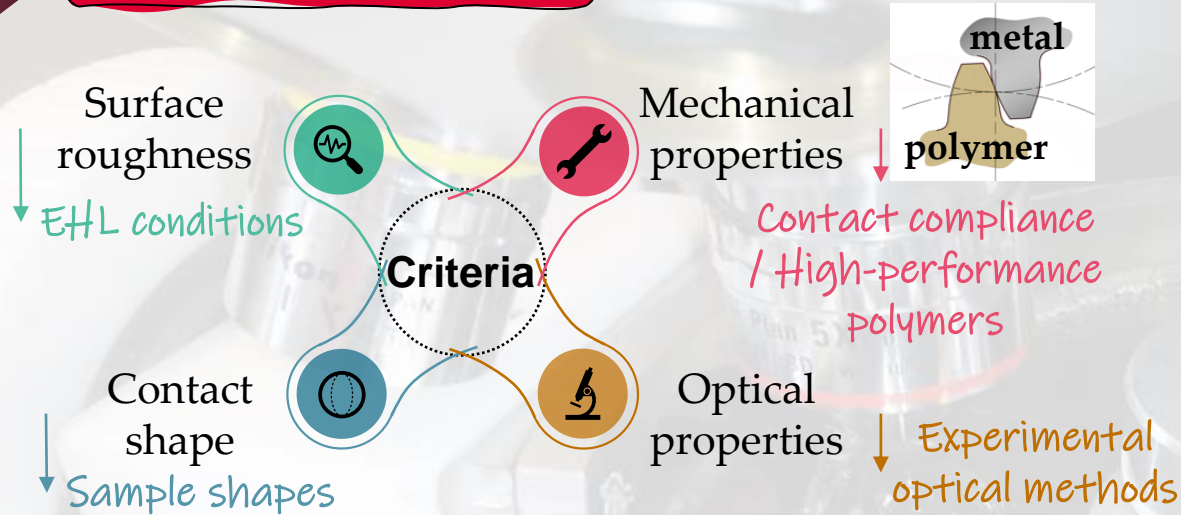 Surface
roughness
EHL conditions
Mechanical
properties
metal
polymer
Contact compliance
/ High-performance
polymers
Criteria
Contact
shape
Sample shapes
Optical
properties
Experimental
optical methods